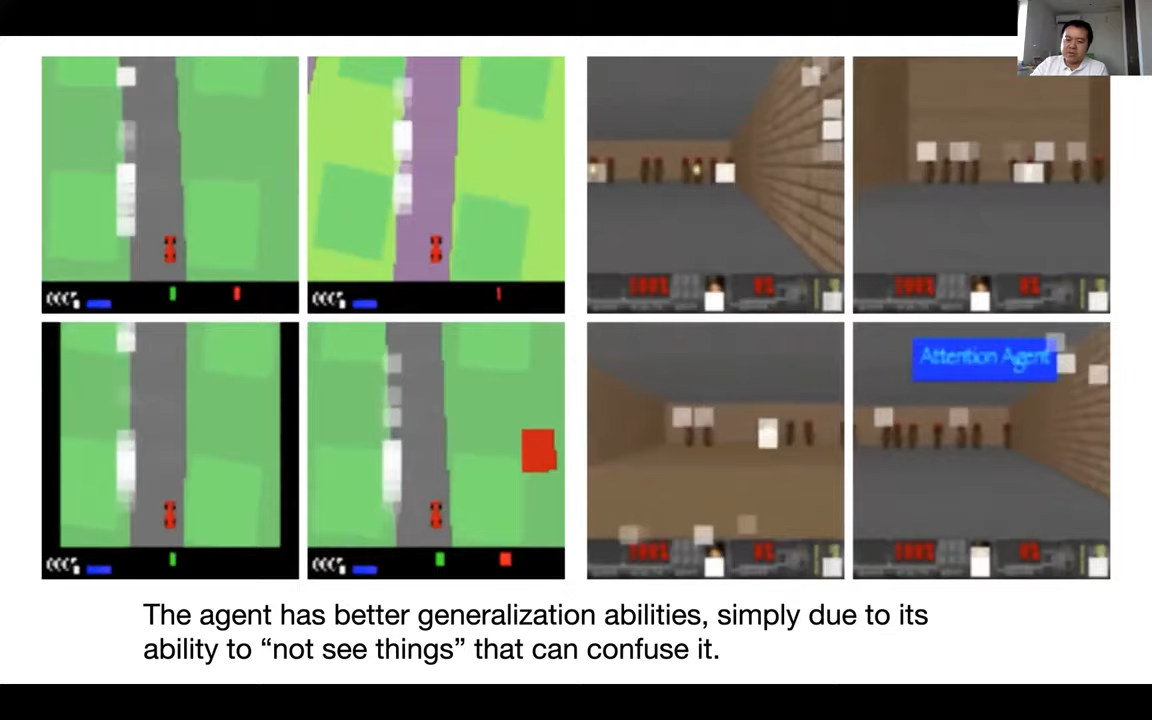 Attention Agent
The agent has better generalization abilities, simply due to its
ability to “not see things” that can confuse it.